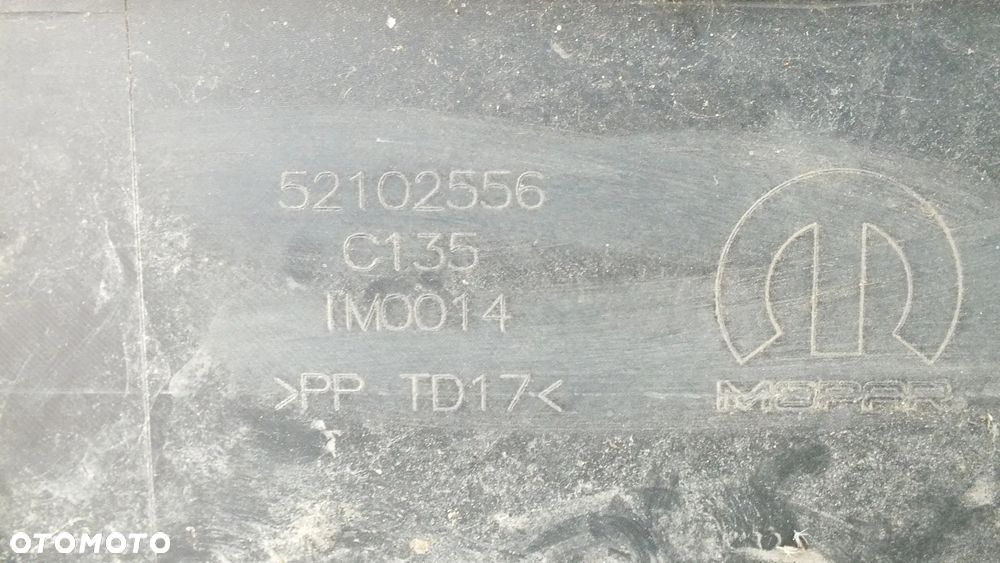 52102556
C135
IM0014
>PP TD17<
MOPAR
OTOMOTO